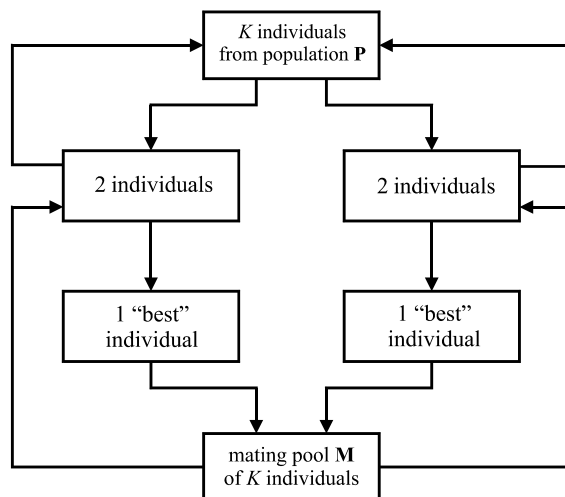 K individuals
from population P
2 individuals
2 individuals
1 “best”
individual
1 “best”
individual
mating pool M
of K individuals